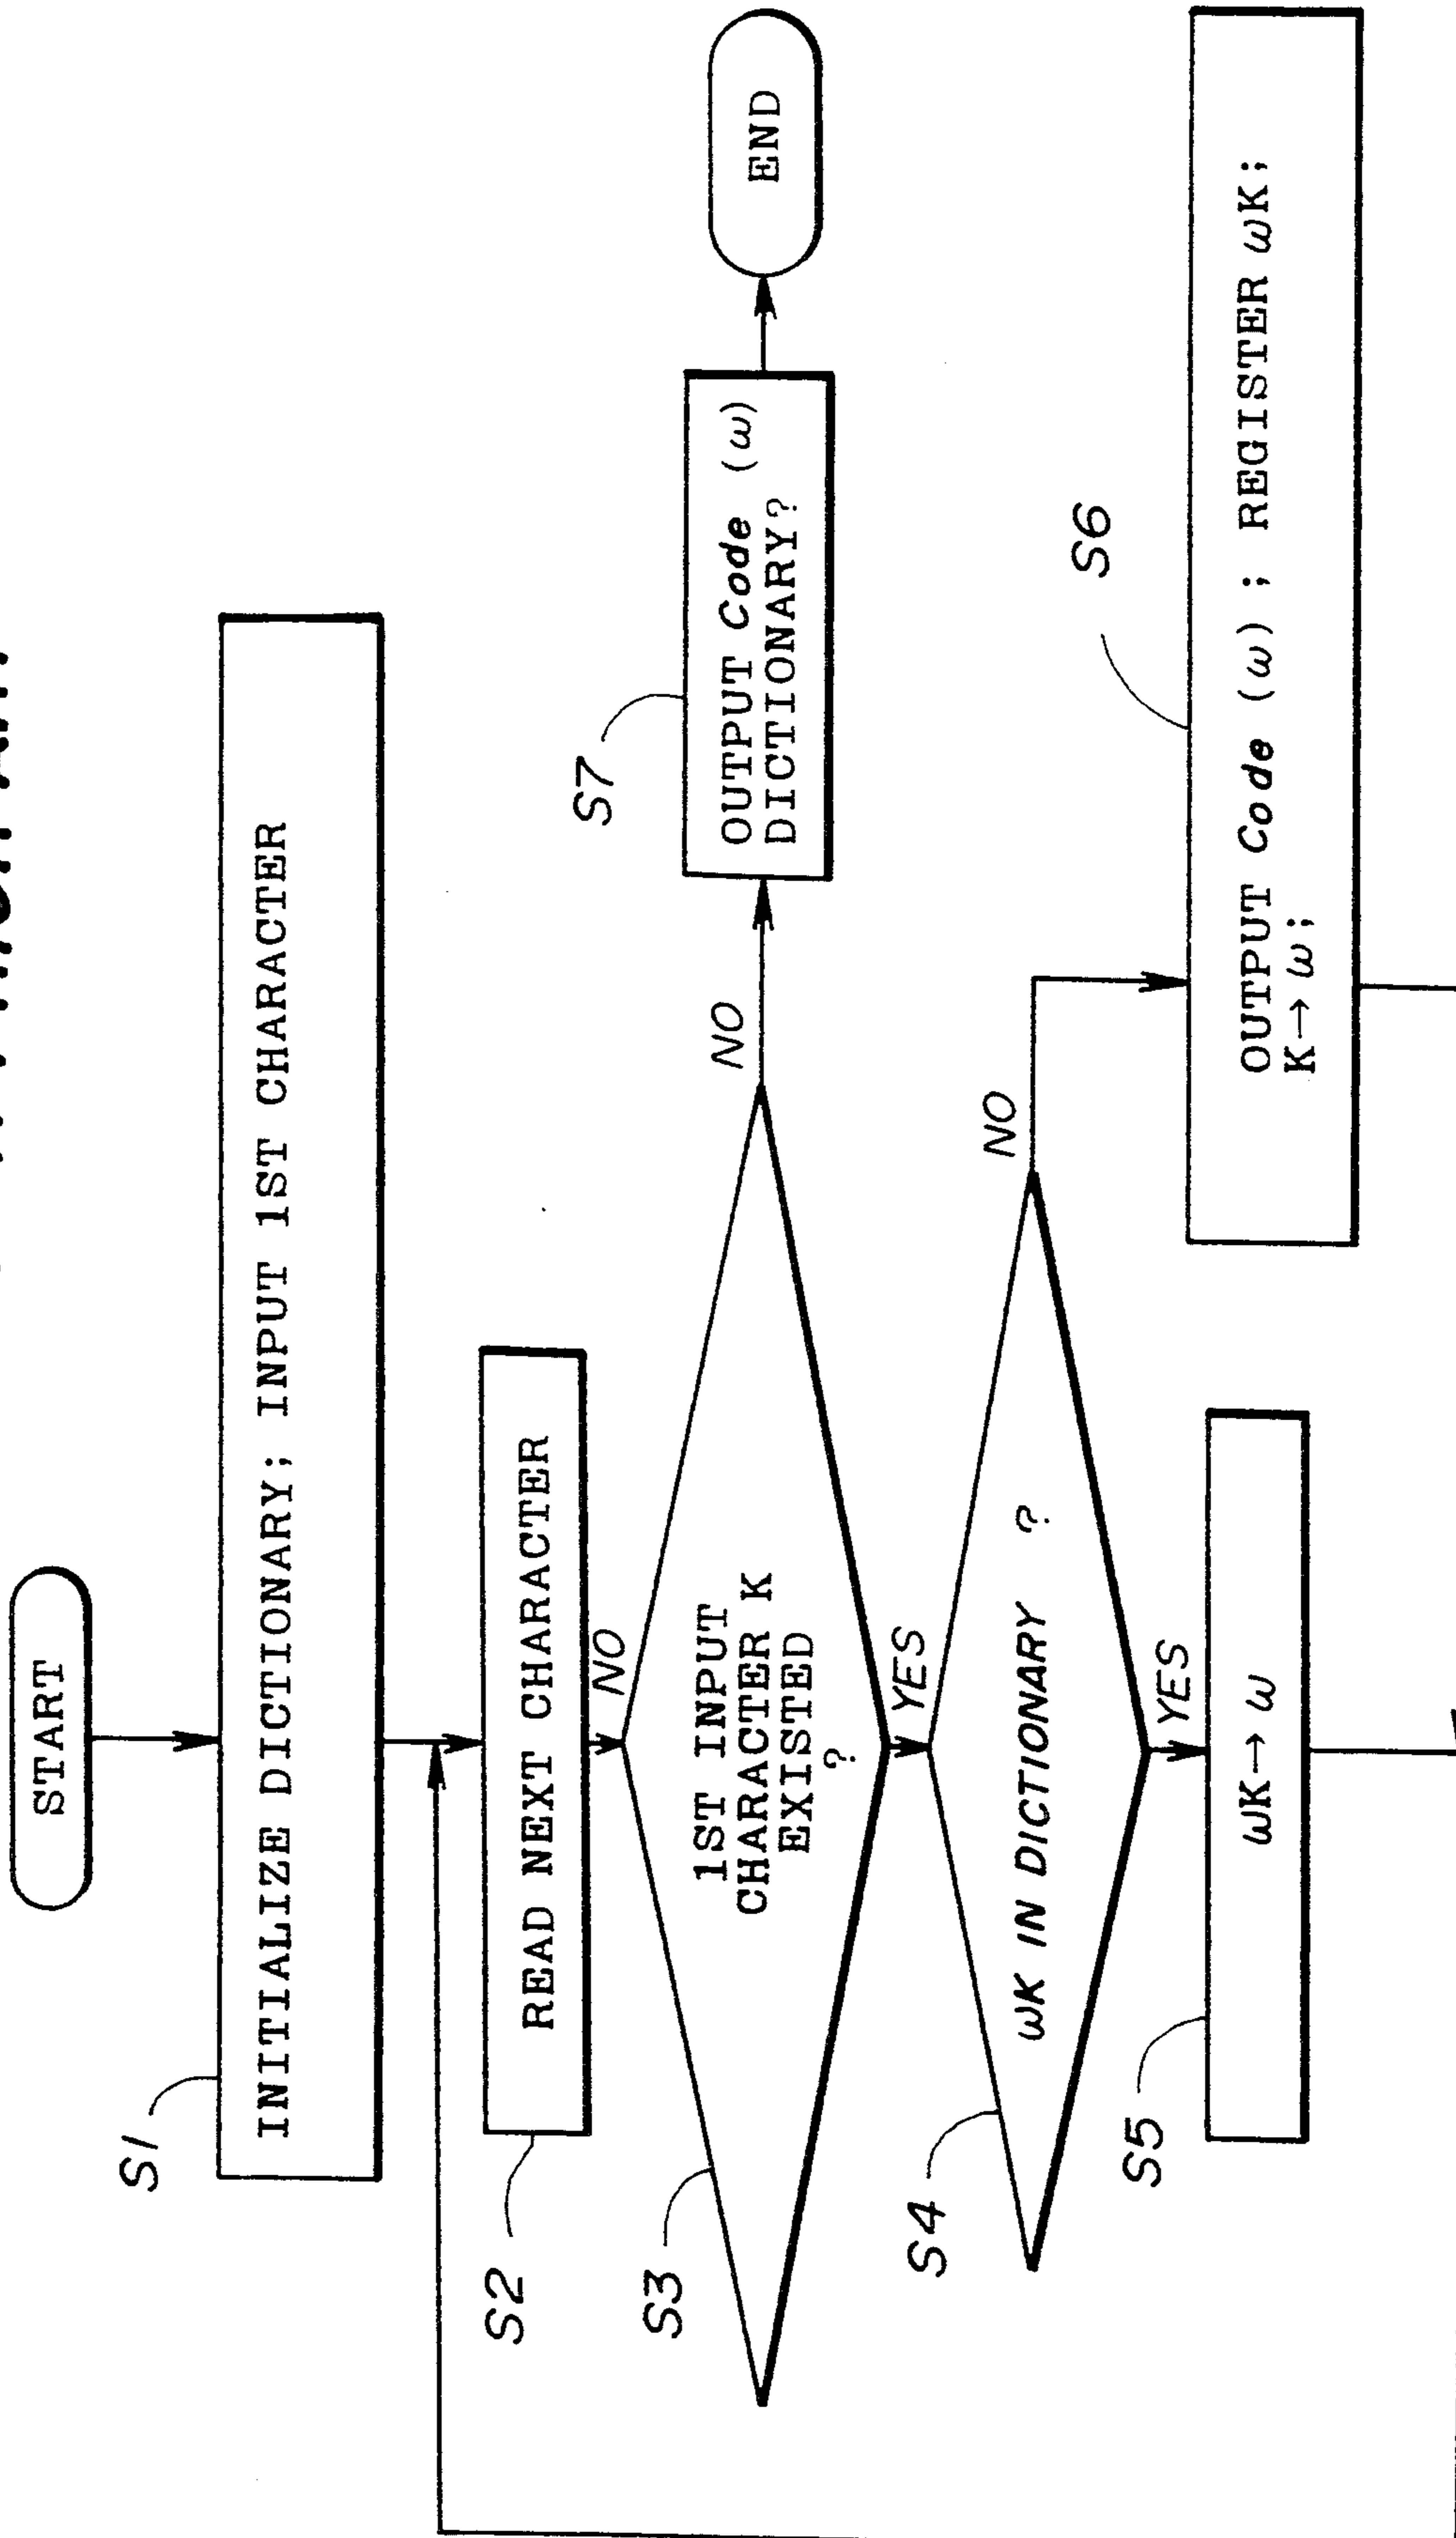 START
S1
INITIALIZE DICTIONARY; INPUT 1ST CHARACTER
S2
READ NEXT CHARACTER
NO
S3
1ST INPUT
CHARACTER K
EXISTED
?
NO
S7
OUTPUT Code (ω)
DICTIONARY?
END
YES
S4
ωK IN DICTIONARY ?
NO
S6
OUTPUT Code (ω) ; REGISTER ωK;
K→ω;
YES
S5
ωK→ω